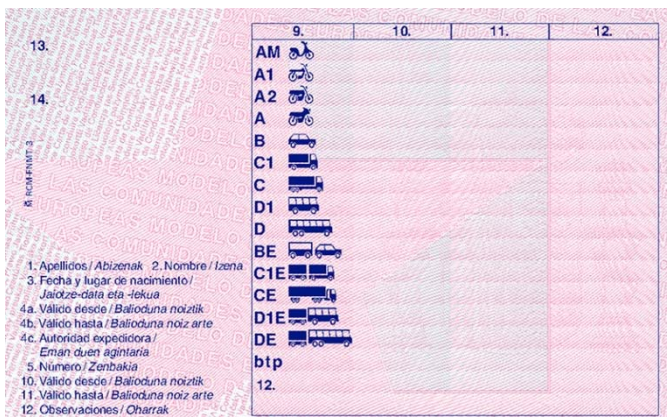 13.
14.
M-RCM-FNMT-3
1. Apellidos / Abizenak 2. Nombre / Izena
3. Fecha y lugar de nacimiento /
Jaiotze-data eta -lekua
4a. Válido desde / Balioduna noiztik
4b. Válido hasta / Balioduna noiz arte
4c. Autoridad expedidora /
Eman duen agintaria
5. Número / Zenbakia
10. Válido desde / Balioduna noiztik
11. Válido hasta / Balioduna noiz arte
12. Observaciones / Oharrak
9. 10. 11. 12.
AM
A1
A2
A
B
C1
C
D1
D
BE
C1E
CE
D1E
DE
btp
12.